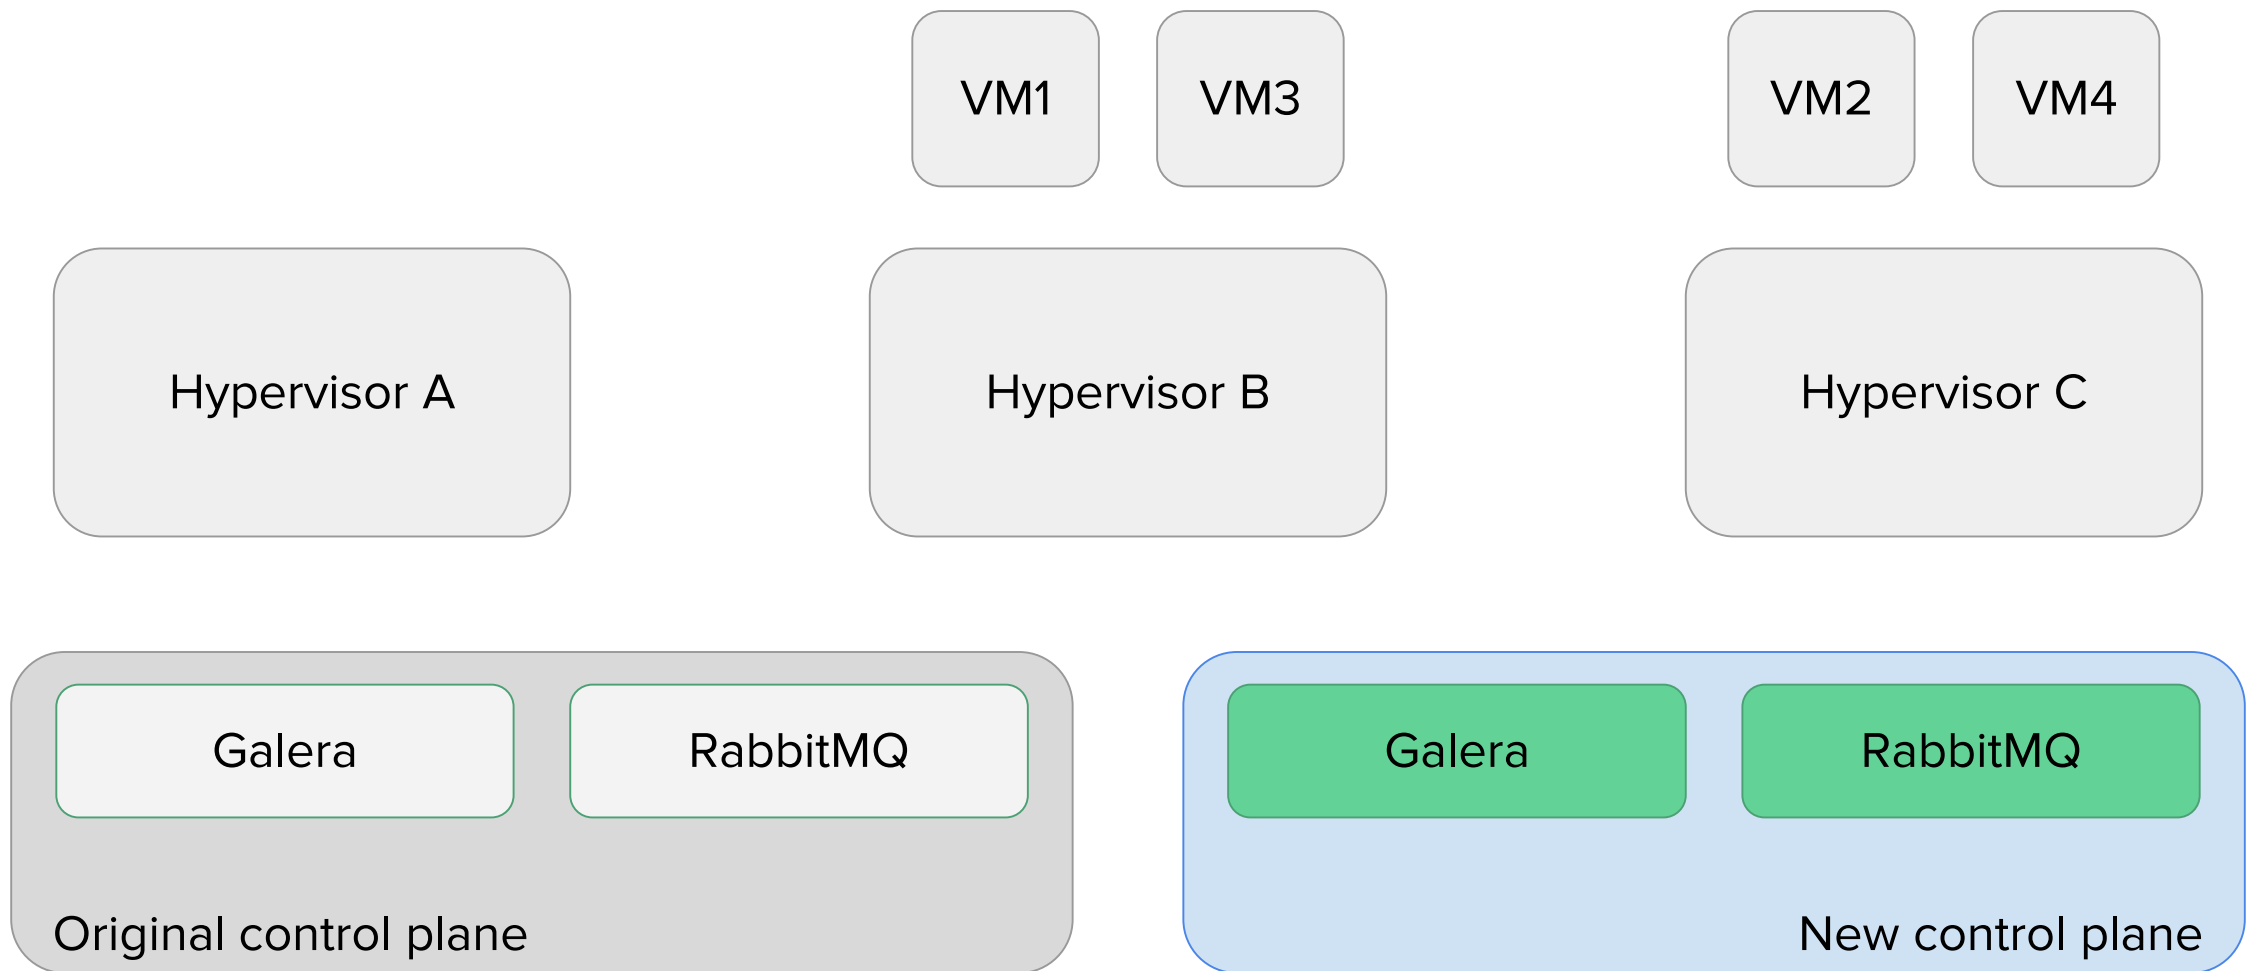 VM1
VM3
VM2
VM4
Hypervisor A
Hypervisor B
Hypervisor C
Galera
RabbitMQ
Galera
RabbitMQ
Original control plane
New control plane